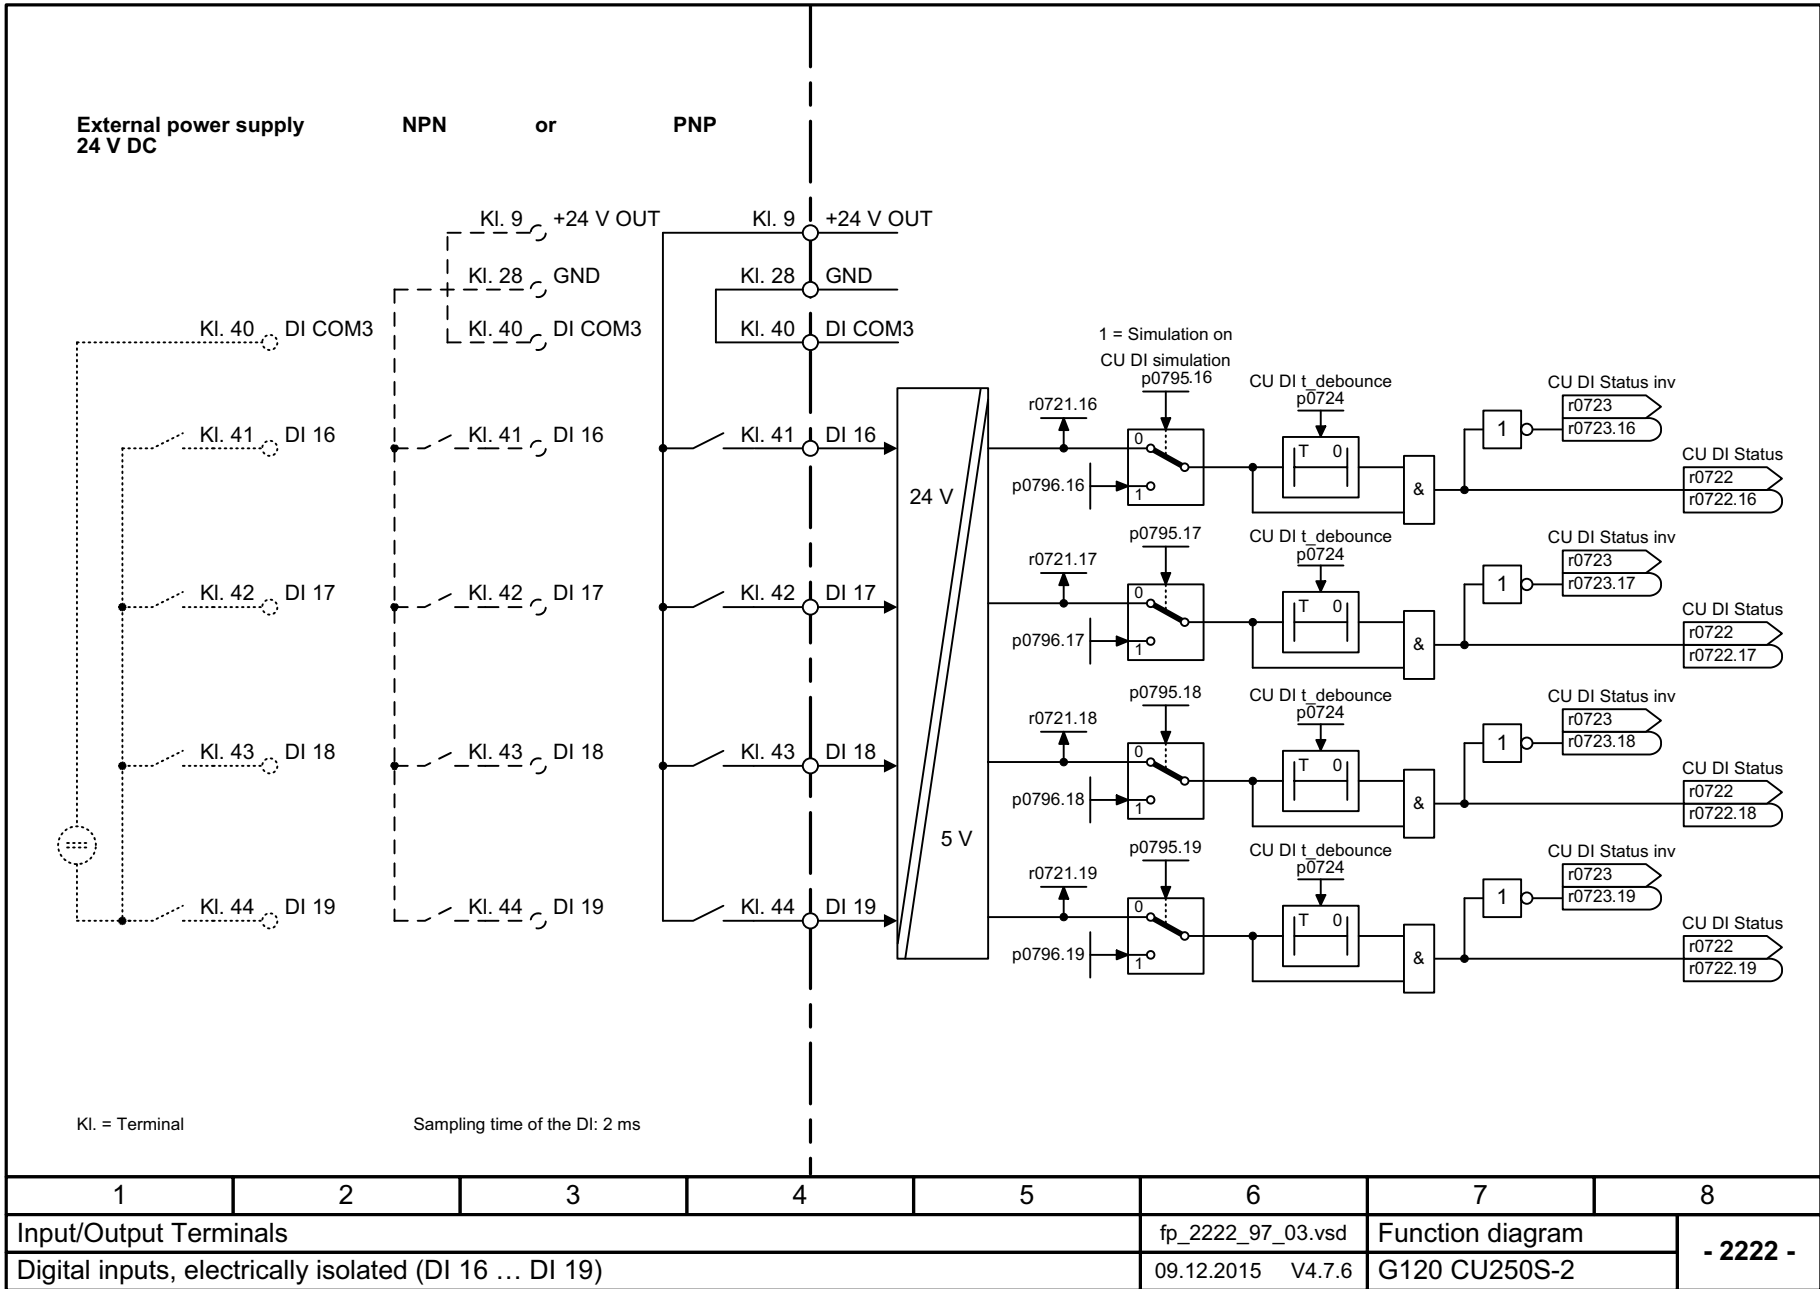 External power supply
24 V DC
NPN or PNP
Kl. 9 +24 V OUT
Kl. 28 GND
Kl. 40 DI COM3
Kl. 9 +24 V OUT
Kl. 28 GND
Kl. 40 DI COM3
Kl. 40 DI COM3
Kl. 41 DI 16
Kl. 41 DI 16
Kl. 41 DI 16
Kl. 42 DI 17
Kl. 42 DI 17
Kl. 42 DI 17
Kl. 43 DI 18
Kl. 43 DI 18
Kl. 43 DI 18
Kl. 44 DI 19
Kl. 44 DI 19
Kl. 44 DI 19
24 V
5 V
1 = Simulation on
CU DI simulation
p0795.16
r0721.16
0
p0796.16
1
CU DI t_debounce
p0724
T 0
&
1
CU DI Status inv
r0723
r0723.16
CU DI Status
r0722
r0722.16
p0795.17
r0721.17
0
p0796.17
1
CU DI t_debounce
p0724
T 0
&
1
CU DI Status inv
r0723
r0723.17
CU DI Status
r0722
r0722.17
p0795.18
r0721.18
0
p0796.18
1
CU DI t_debounce
p0724
T 0
&
1
CU DI Status inv
r0723
r0723.18
CU DI Status
r0722
r0722.18
p0795.19
r0721.19
0
p0796.19
1
CU DI t_debounce
p0724
T 0
&
1
CU DI Status inv
r0723
r0723.19
CU DI Status
r0722
r0722.19
Kl. = Terminal
Sampling time of the DI: 2 ms
1 2 3 4 5 6 7 8
Input/Output Terminals
fp_2222_97_03.vsd
Function diagram
- 2222 -
Digital inputs, electrically isolated (DI 16 … DI 19)
09.12.2015 V4.7.6
G120 CU250S-2